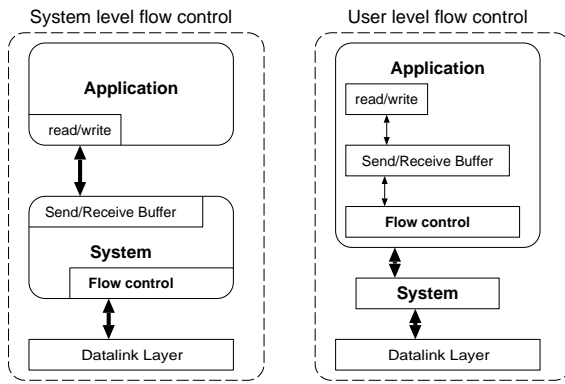 System level flow control
Application
read/write
Send/Receive Buffer
System
Flow control
Datalink Layer
User level flow control
Application
read/write
Send/Receive Buffer
Flow control
System
Datalink Layer